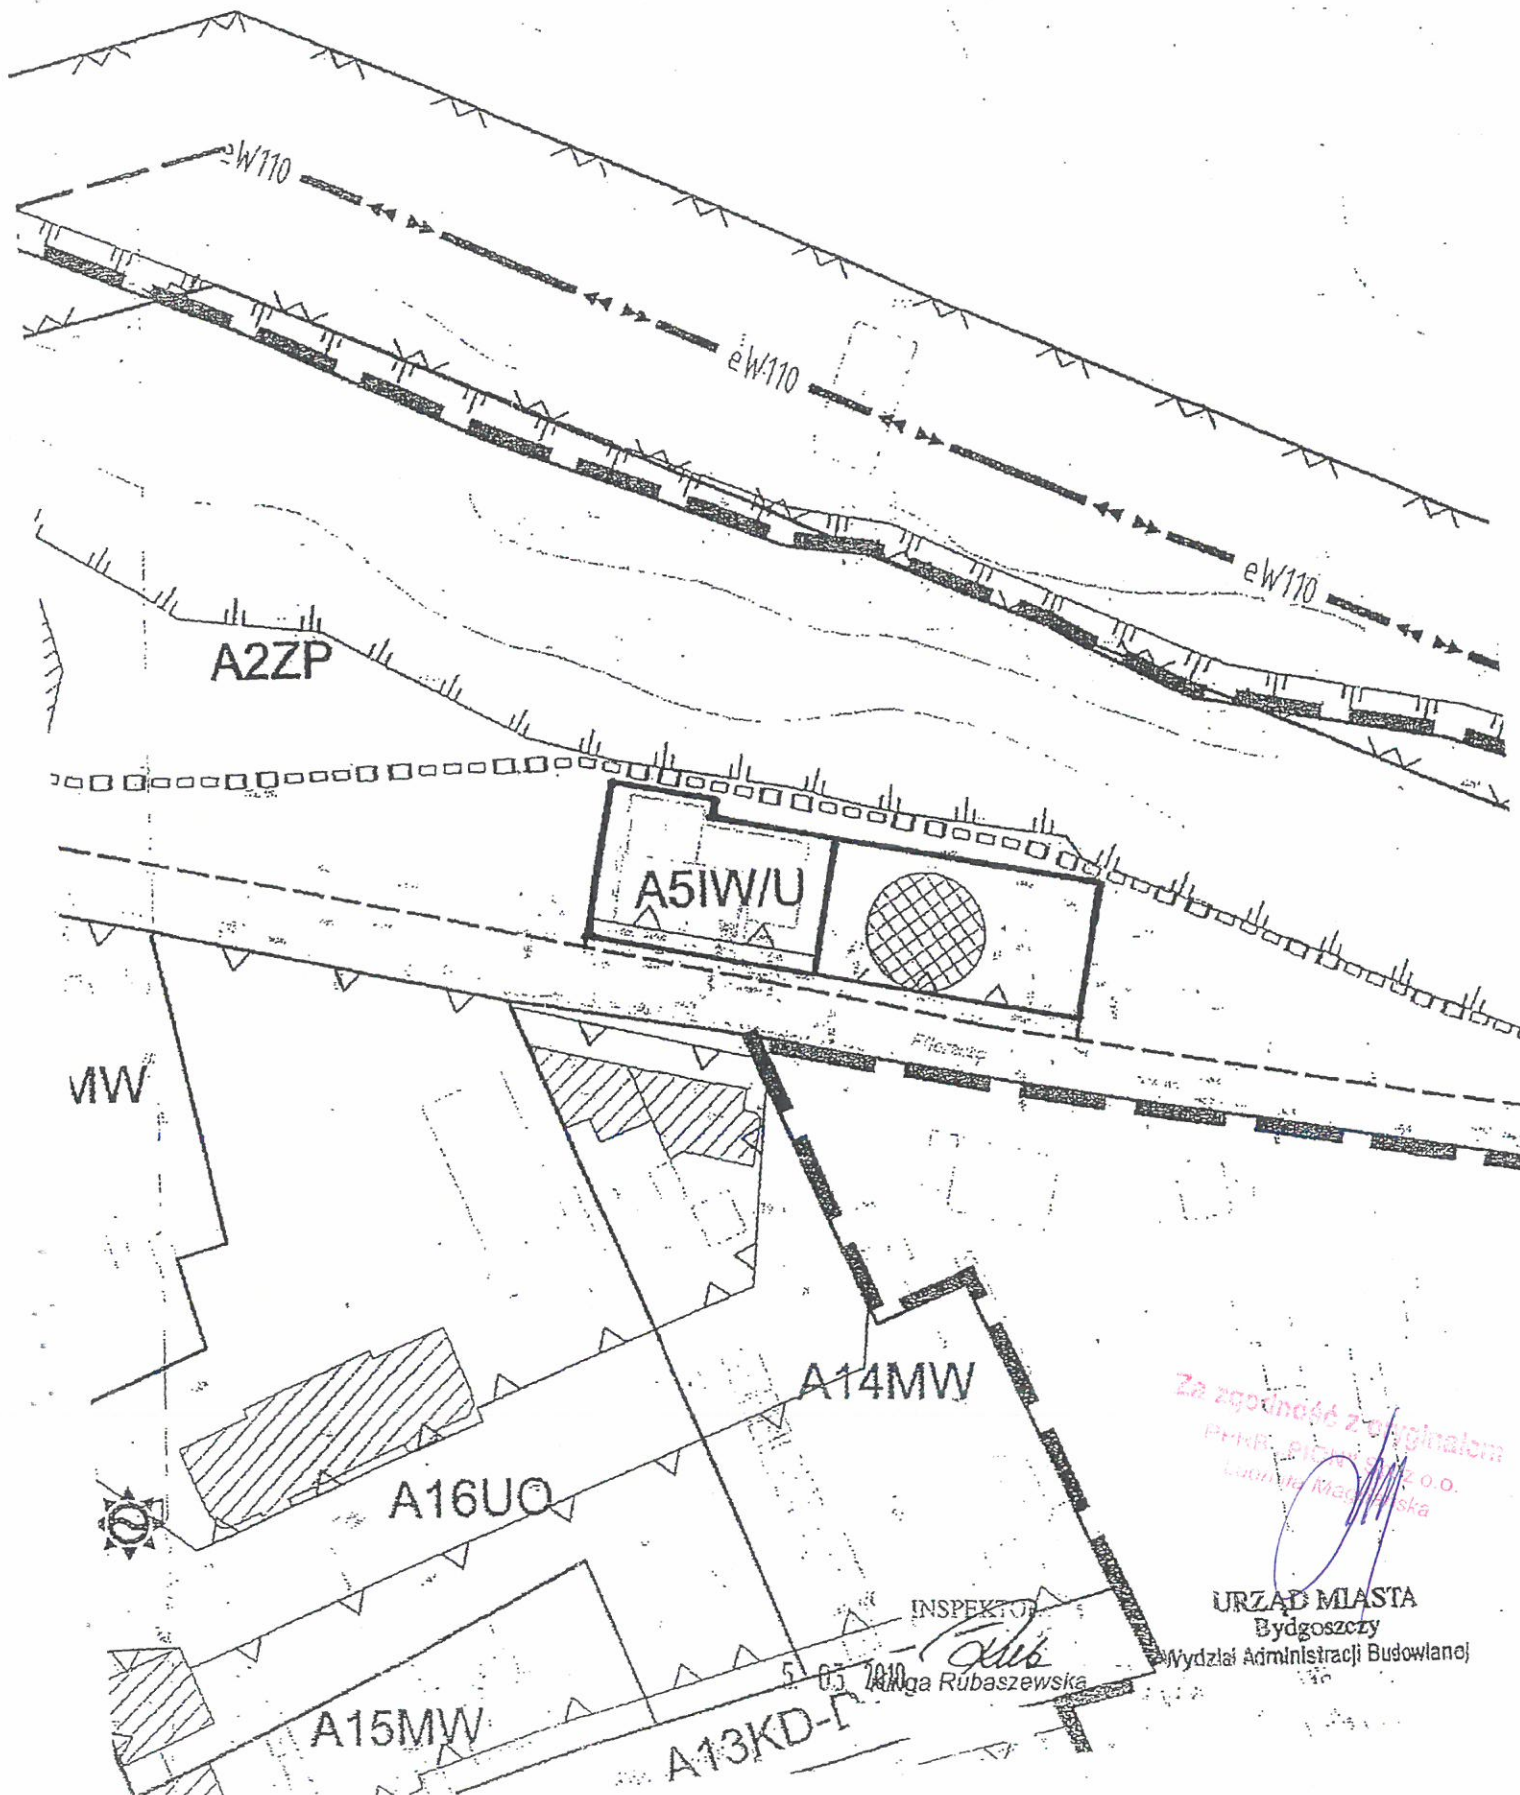 eW110
eW110
eW110
A2ZP
A5IW/U
MW
A14MW
Za zgodność z oryginałem
A16UO
INSPEKTOR
URZĄD MIASTA
Bydgoszczy
Wydział Administracji Budowlanej
5 03 2010
Rubaszewska
A15MW
A13KD-D